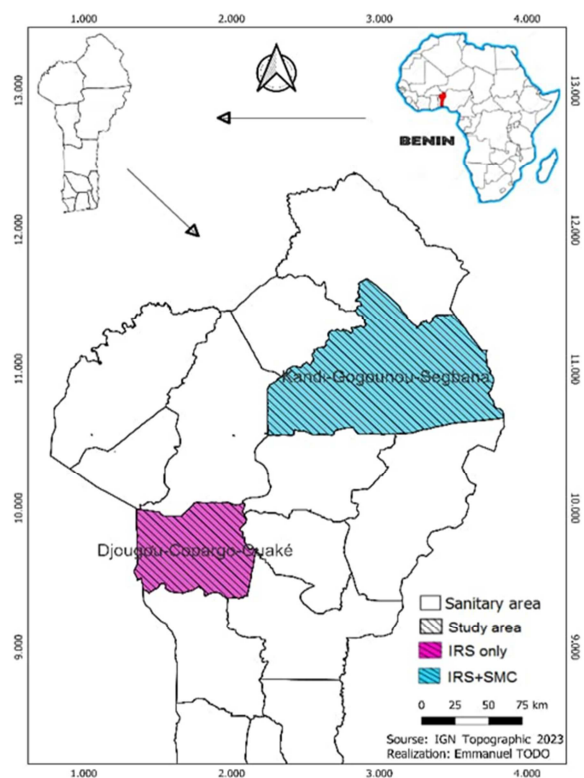 1.000 2.000 3.000 4.000
13.000 13.000
BENIN
12.000 12.000
11.000 11.000
Kandi-Gogounou-Segbana
10.000 10.000
Djougou-Copargo-Ouaké
Sanitary area
Study area
9.000 9.000
IRS only
IRS+SMC
0 25 50 75 km
Sourse: IGN Topographic 2023
Realization: Emmanuel TODO
1.000 2.000 3.000 4.000